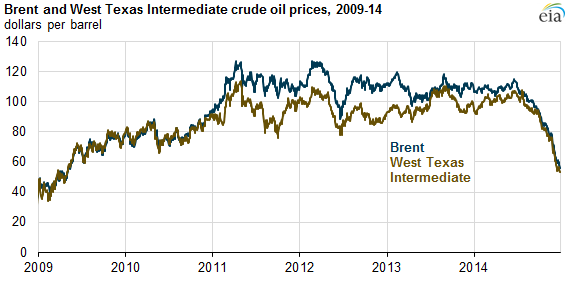 Brent and West Texas Intermediate crude oil prices, 2009-14
dollars per barrel
eia
140
120
100
80
60
40
20
0
Brent
West Texas
Intermediate
2009
2010
2011
2012
2013
2014